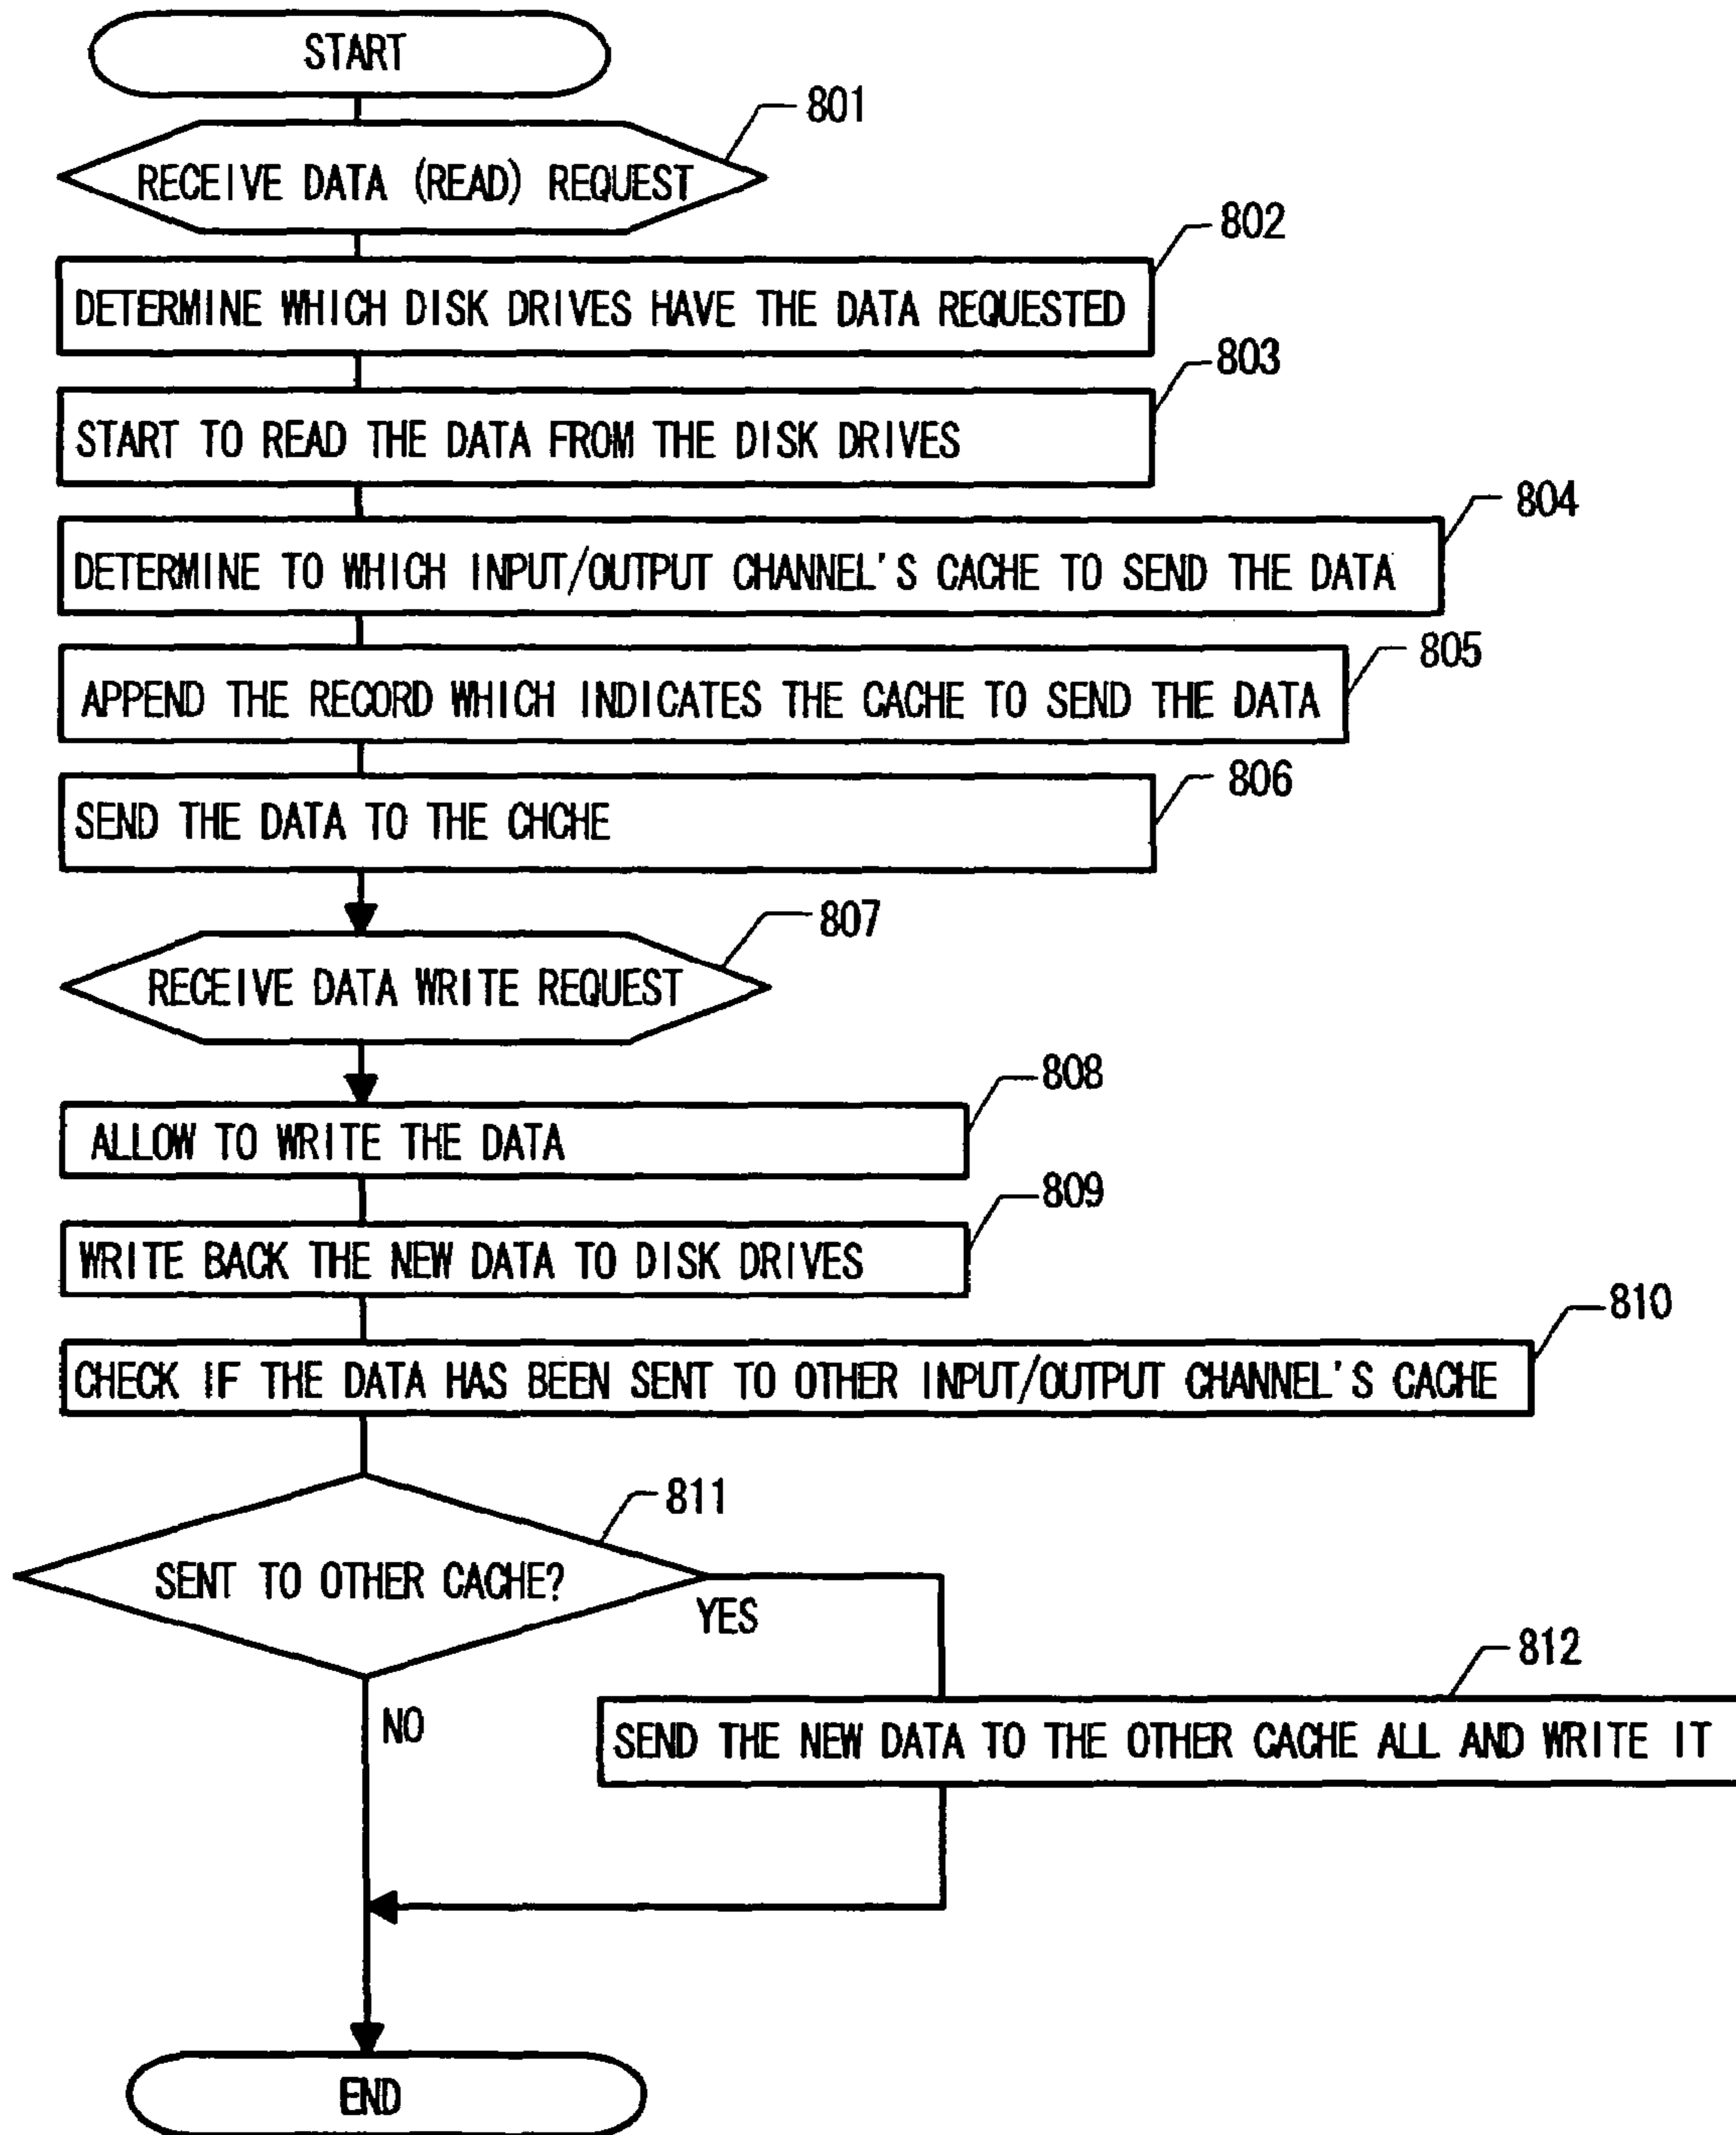 START
801
RECEIVE DATA (READ) REQUEST
802
DETERMINE WHICH DISK DRIVES HAVE THE DATA REQUESTED
803
START TO READ THE DATA FROM THE DISK DRIVES
804
DETERMINE TO WHICH INPUT/OUTPUT CHANNEL'S CACHE TO SEND THE DATA
805
APPEND THE RECORD WHICH INDICATES THE CACHE TO SEND THE DATA
806
SEND THE DATA TO THE CHCHE
807
RECEIVE DATA WRITE REQUEST
808
ALLOW TO WRITE THE DATA
809
WRITE BACK THE NEW DATA TO DISK DRIVES
810
CHECK IF THE DATA HAS BEEN SENT TO OTHER INPUT/OUTPUT CHANNEL'S CACHE
811
SENT TO OTHER CACHE?
YES
812
NO
SEND THE NEW DATA TO THE OTHER CACHE ALL AND WRITE IT
END